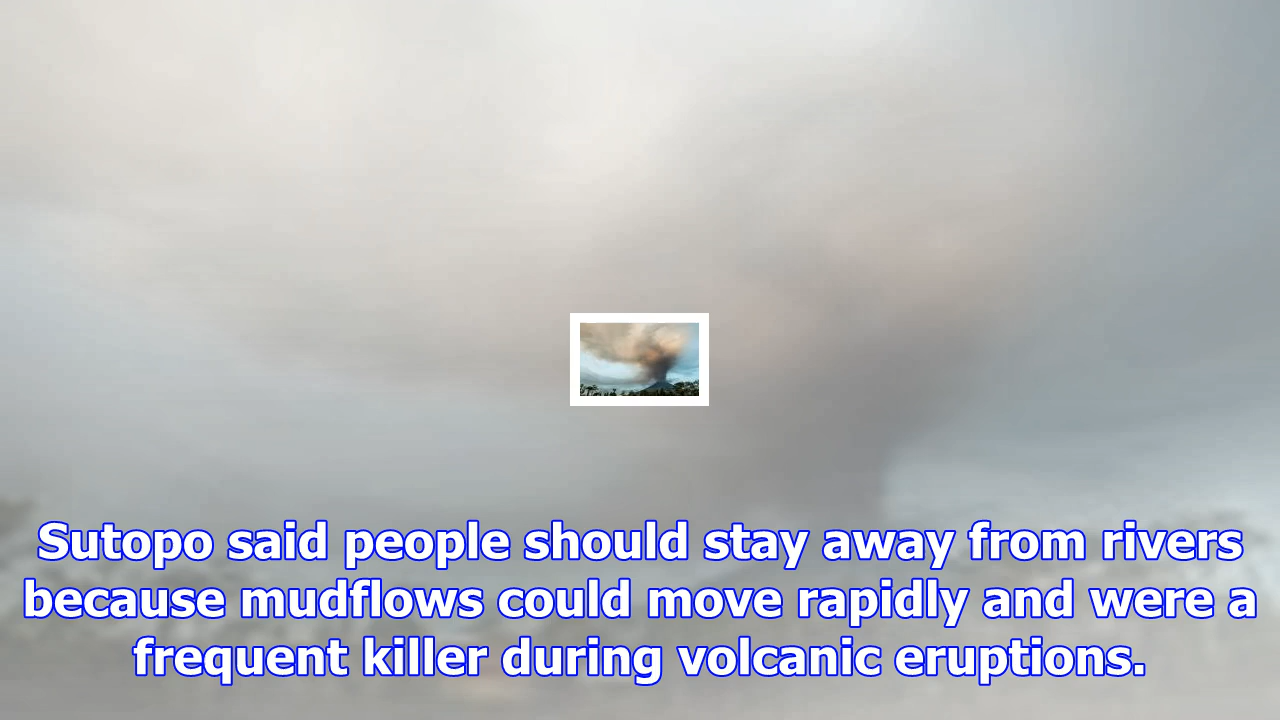 Sutopo said people should stay away from rivers
because mudflows could move rapidly and were a
frequent killer during volcanic eruptions.